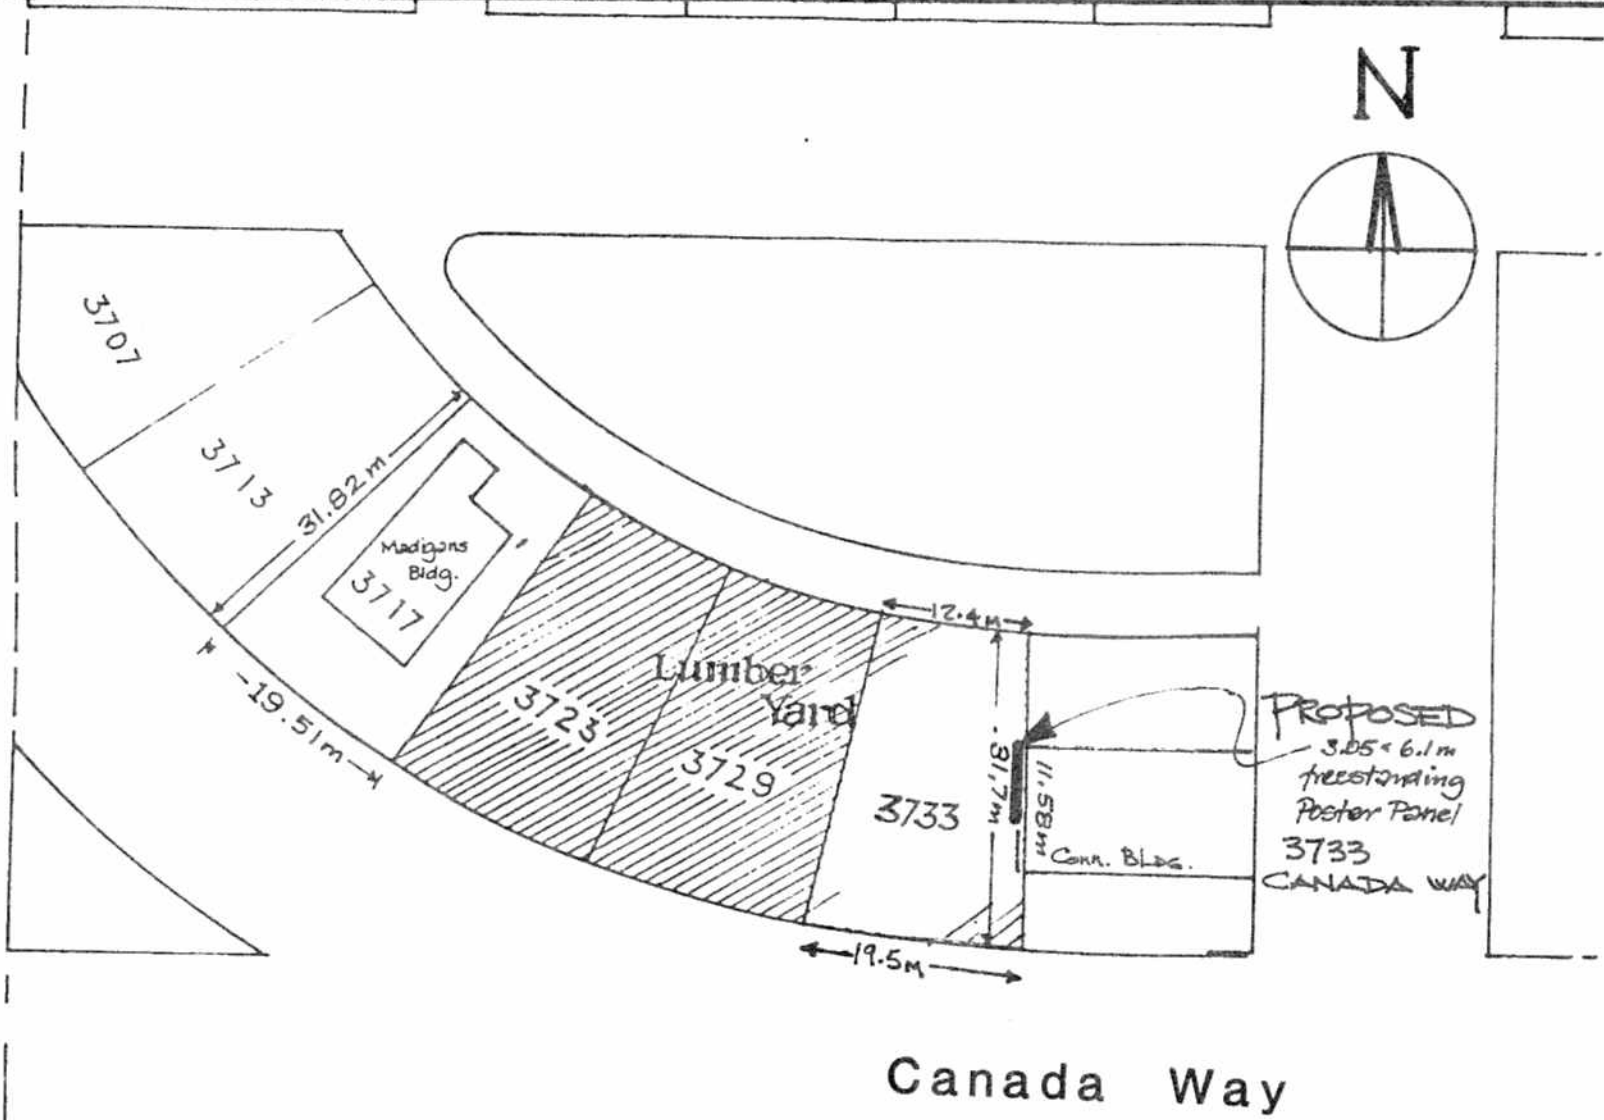 N
3707
3713
31.82m
Madigans
Bldg.
3717
-19.51m
Lumber
Yard
3723
3729
12.4M
3733
31,7m
11.58m
Comm. BLDG.
19.5M
PROPOSED
3.05 × 6.1m
freestanding
Poster Panel
3733
CANADA WAY
Canada Way